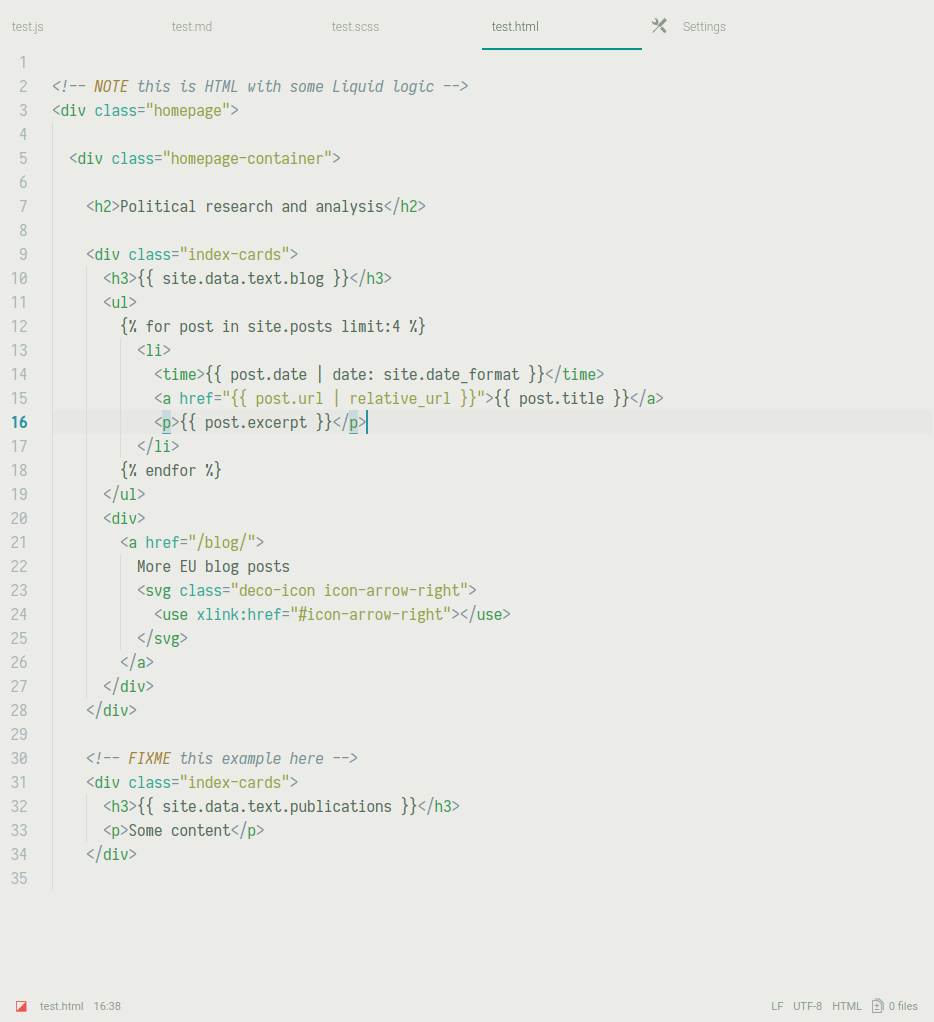 test.js test.md test.scss test.html Settings
1
2 <!-- NOTE this is HTML with some Liquid logic -->
3 <div class="homepage">
4
5   <div class="homepage-container">
6
7     <h2>Political research and analysis</h2>
8
9     <div class="index-cards">
10       <h3>{{ site.data.text.blog }}</h3>
11       <ul>
12         {% for post in site.posts limit:4 %}
13           <li>
14             <time>{{ post.date | date: site.date_format }}</time>
15             <a href="{{ post.url | relative_url }}">{{ post.title }}</a>
16             <p>{{ post.excerpt }}</p>
17           </li>
18         {% endfor %}
19       </ul>
20       <div>
21         <a href="/blog/">
22           More EU blog posts
23           <svg class="deco-icon icon-arrow-right">
24             <use xlink:href="#icon-arrow-right"></use>
25           </svg>
26         </a>
27       </div>
28     </div>
29
30     <!-- FIXME this example here -->
31     <div class="index-cards">
32       <h3>{{ site.data.text.publications }}</h3>
33       <p>Some content</p>
34     </div>
35
test.html 16:38 LF UTF-8 HTML 0 files